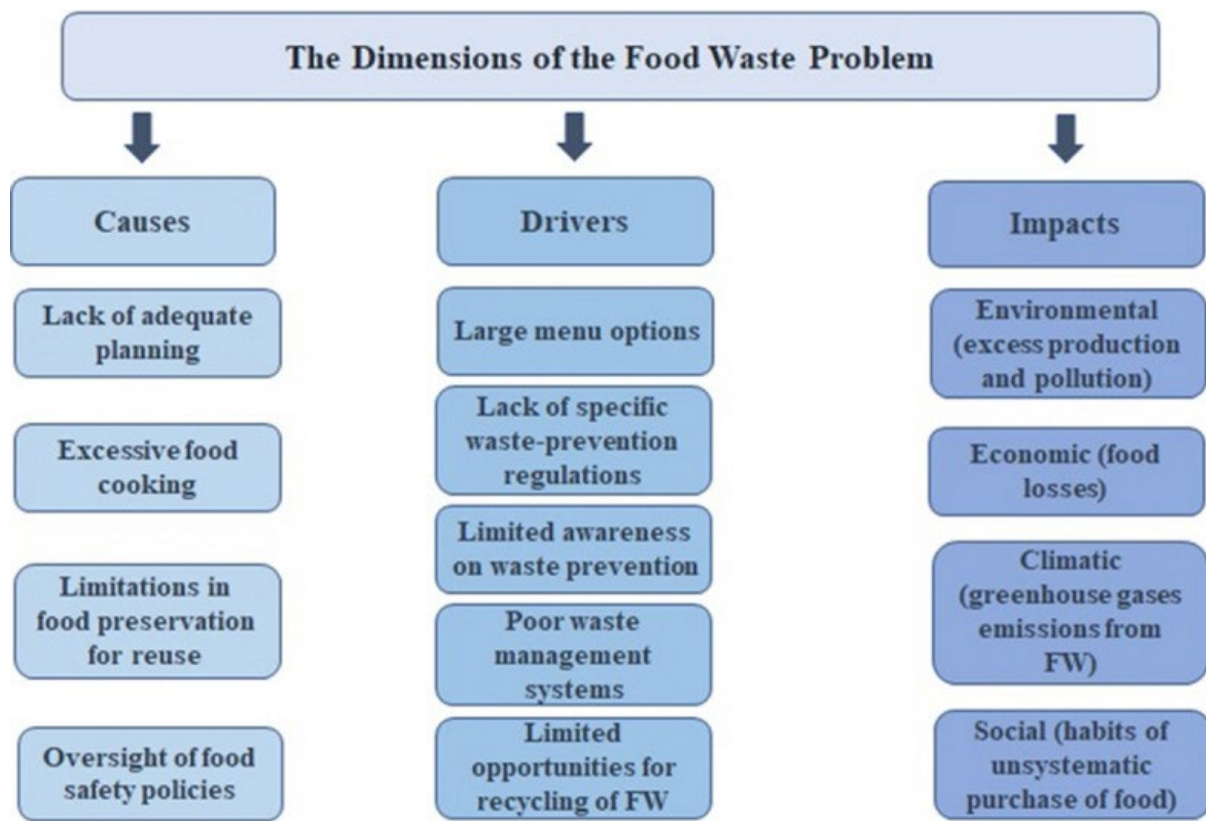 The Dimensions of the Food Waste Problem
Causes
Lack of adequate
planning
Excessive food
cooking
Limitations in
food preservation
for reuse
Oversight of food
safety policies
Drivers
Large menu options
Lack of specific
waste-prevention
regulations
Limited awareness
on waste prevention
Poor waste
management
systems
Limited
opportunities for
recycling of FW
Impacts
Environmental
(excess production
and pollution)
Economic (food
losses)
Climatic
(greenhouse gases
emissions from
FW)
Social (habits of
unsystematic
purchase of food)